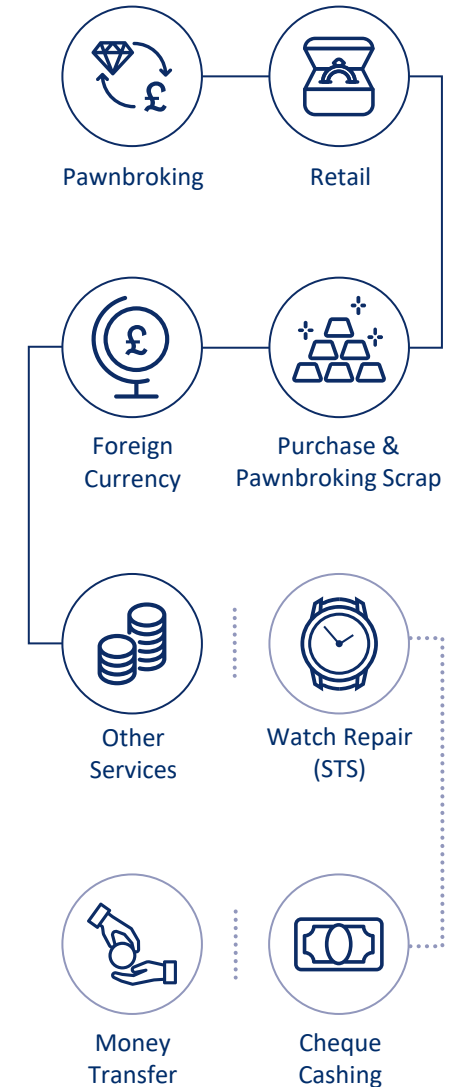 £
Pawnbroking
Retail
£
Foreign
Currency
Purchase &
Pawnbroking Scrap
Other
Services
Watch Repair
(STS)
Money
Transfer
Cheque
Cashing